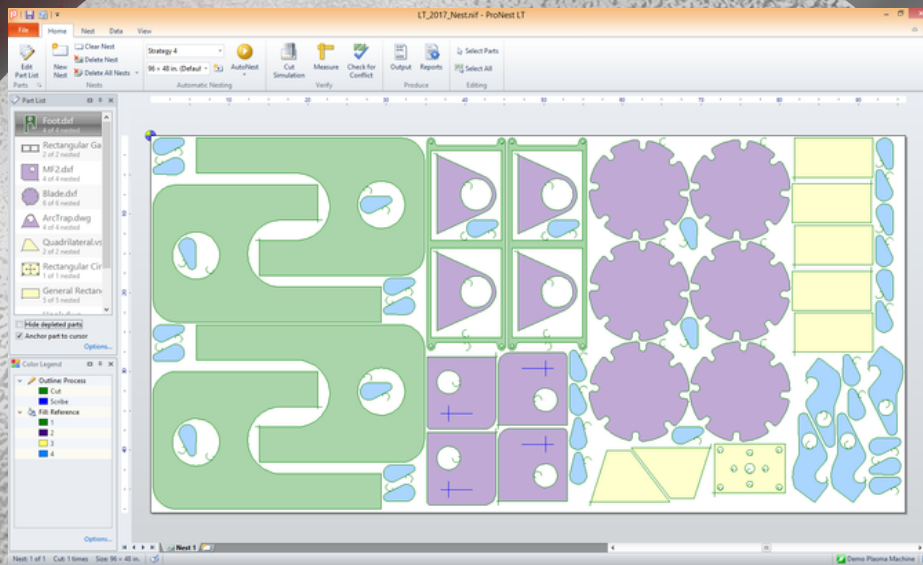 LT_2017_Nest.nif - ProNest LT
File Home Nest Data View
Edit Part List
New Nest
Clear Nest
Delete Nest
Delete All Nests
Strategy 4
96 × 48 in. (Defaul
AutoNest
Cut Simulation
Measure
Check for Conflict
Output
Reports
Select Parts
Select All
Parts
Nests
Automatic Nesting
Verify
Produce
Editing
Part List
Foot.dxf
4 of 4 nested
Rectangular Ga
2 of 2 nested
MF2.dxf
4 of 4 nested
Blade.dxf
6 of 6 nested
ArcTrap.dwg
4 of 4 nested
Quadrilateral.vs
2 of 2 nested
Rectangular Cir
1 of 1 nested
General Rectan
5 of 5 nested
Hide depleted parts
Anchor part to cursor
Options...
Color Legend
Outline: Process
Cut
Scribe
Fill: Reference
1
2
3
4
Options...
Nest 1
Nest: 1 of 1 Cut: 1 times Size: 96 × 48 in.
Demo Plasma Machine